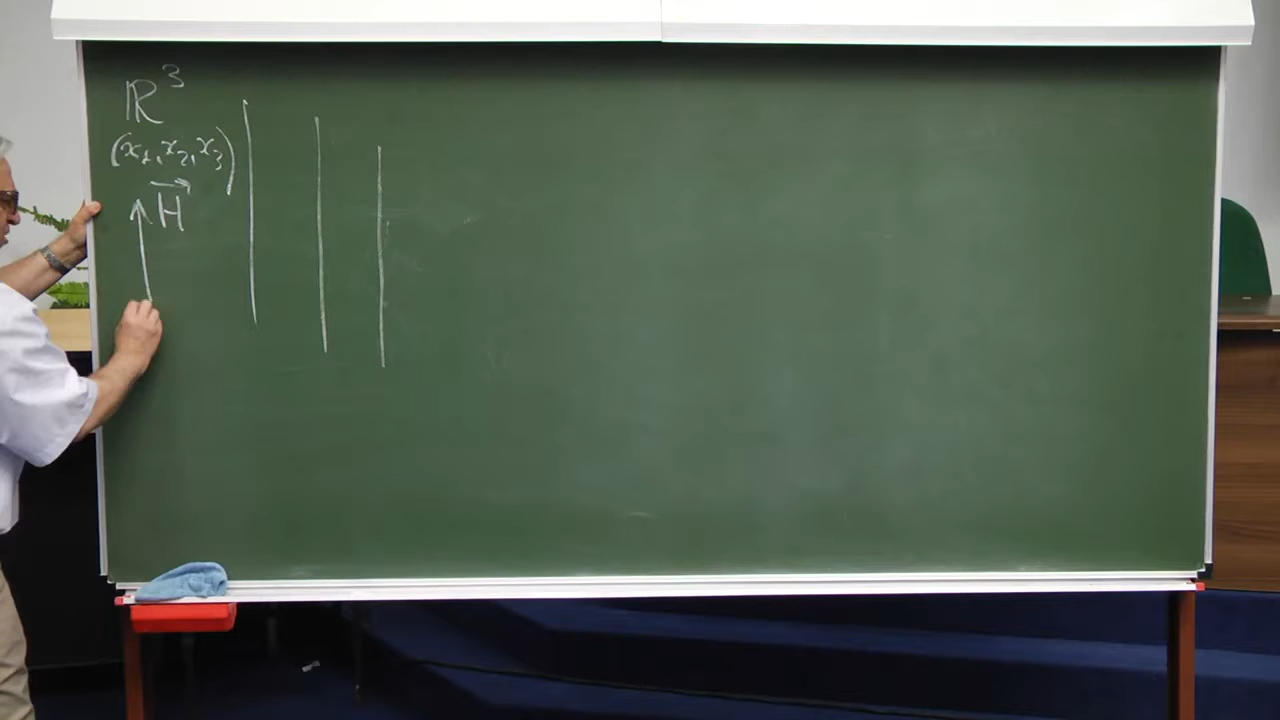 ℝ³
(x₁, x₂, x₃)
H⃗